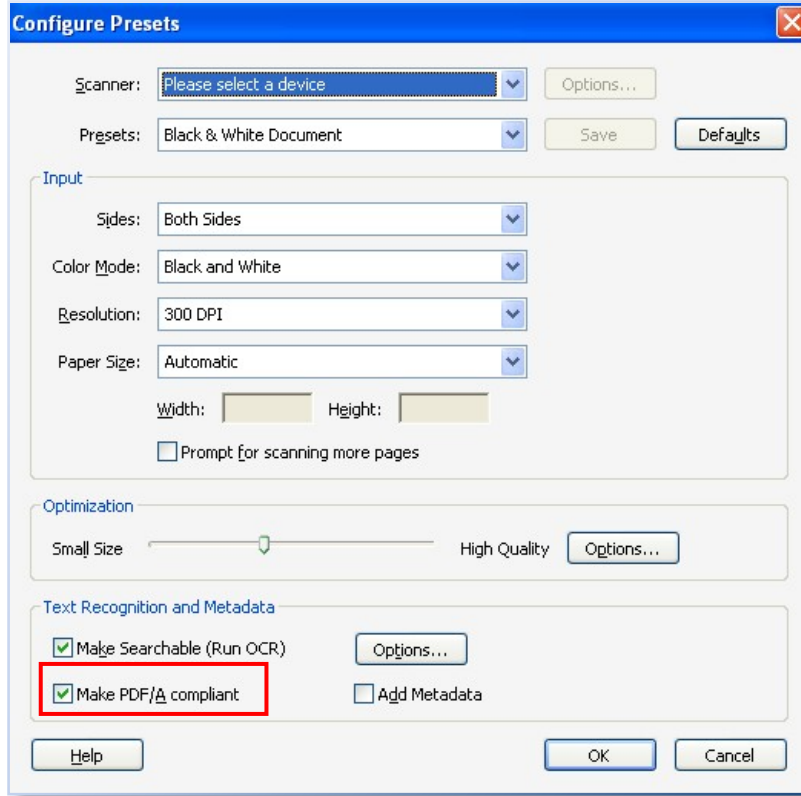 Configure Presets
Scanner: Please select a device Options...
Presets: Black & White Document Save Defaults
Input
Sides: Both Sides
Color Mode: Black and White
Resolution: 300 DPI
Paper Size: Automatic
Width: Height:
Prompt for scanning more pages
Optimization
Small Size High Quality Options...
Text Recognition and Metadata
Make Searchable (Run OCR) Options...
Make PDF/A compliant Add Metadata
Help OK Cancel